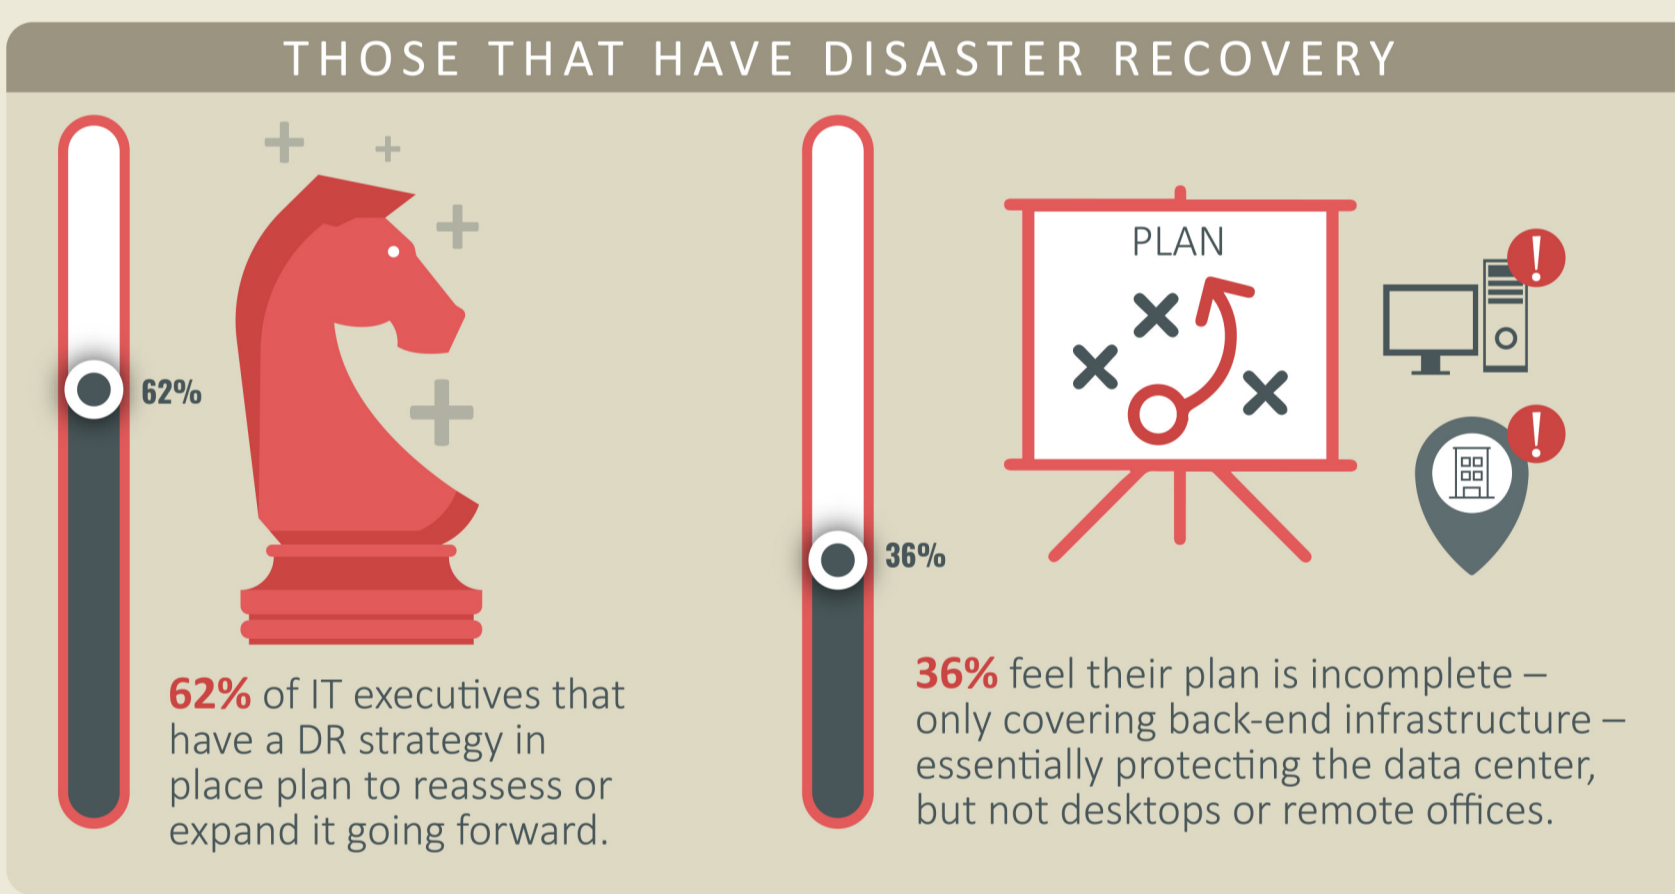 THOSE THAT HAVE DISASTER RECOVERY
62%
62% of IT executives that
have a DR strategy in
place plan to reassess or
expand it going forward.
36%
PLAN
36% feel their plan is incomplete –
only covering back-end infrastructure –
essentially protecting the data center,
but not desktops or remote offices.